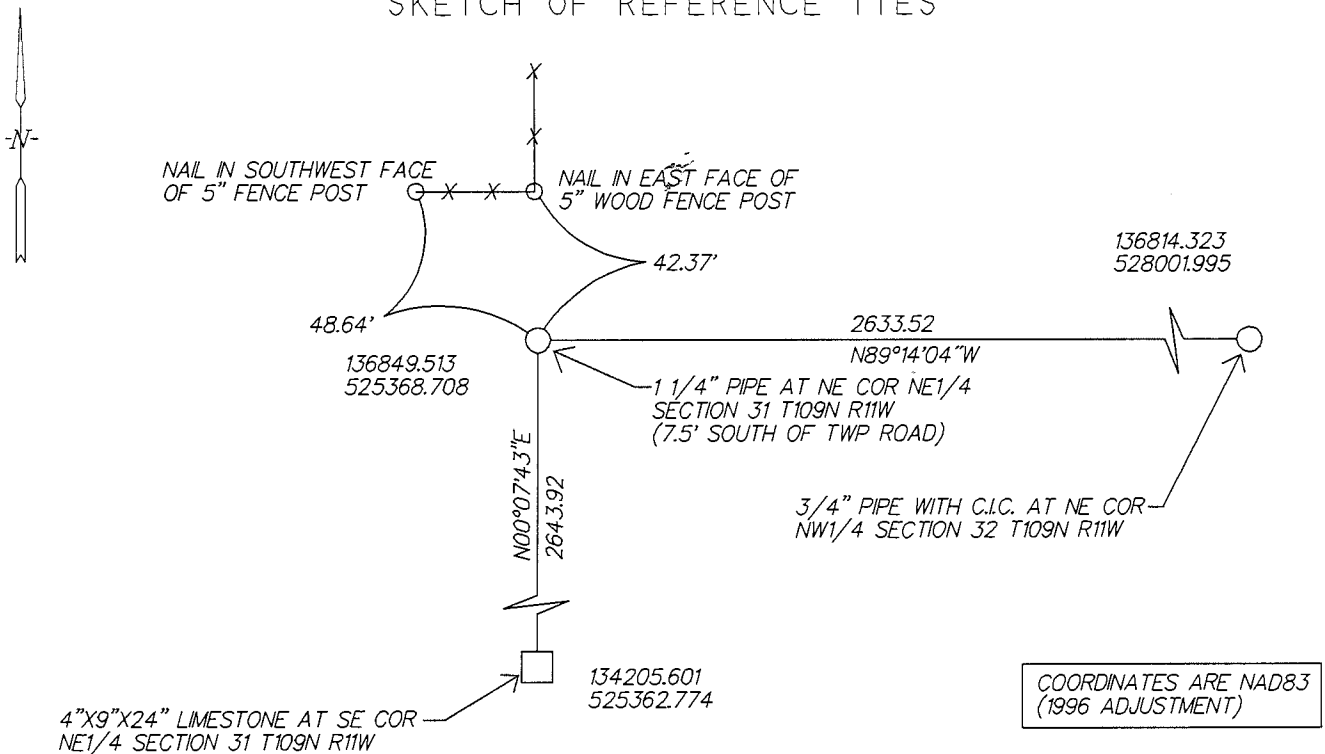 SKETCH OF REFERENCE TIES
-N-
NAIL IN SOUTHWEST FACE
OF 5" FENCE POST
NAIL IN EAST FACE OF
5" WOOD FENCE POST
136814.323
528001.995
42.37'
48.64'
136849.513
525368.708
2633.52
N89°14'04"W
1 1/4" PIPE AT NE COR NE1/4
SECTION 31 T109N R11W
(7.5' SOUTH OF TWP ROAD)
N00°07'43"E
2643.92
3/4" PIPE WITH C.I.C. AT NE COR
NW1/4 SECTION 32 T109N R11W
134205.601
525362.774
4"X9"X24" LIMESTONE AT SE COR
NE1/4 SECTION 31 T109N R11W
COORDINATES ARE NAD83
(1996 ADJUSTMENT)